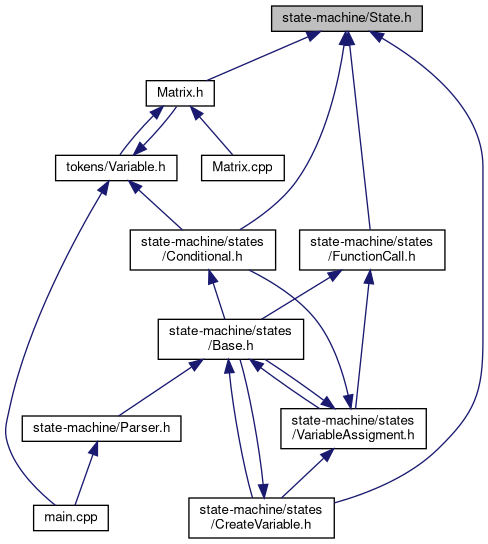 state-machine/State.h
Matrix.h
tokens/Variable.h
Matrix.cpp
state-machine/states
/Conditional.h
state-machine/states
/FunctionCall.h
state-machine/states
/Base.h
state-machine/Parser.h
state-machine/states
/VariableAssigment.h
main.cpp
state-machine/states
/CreateVariable.h